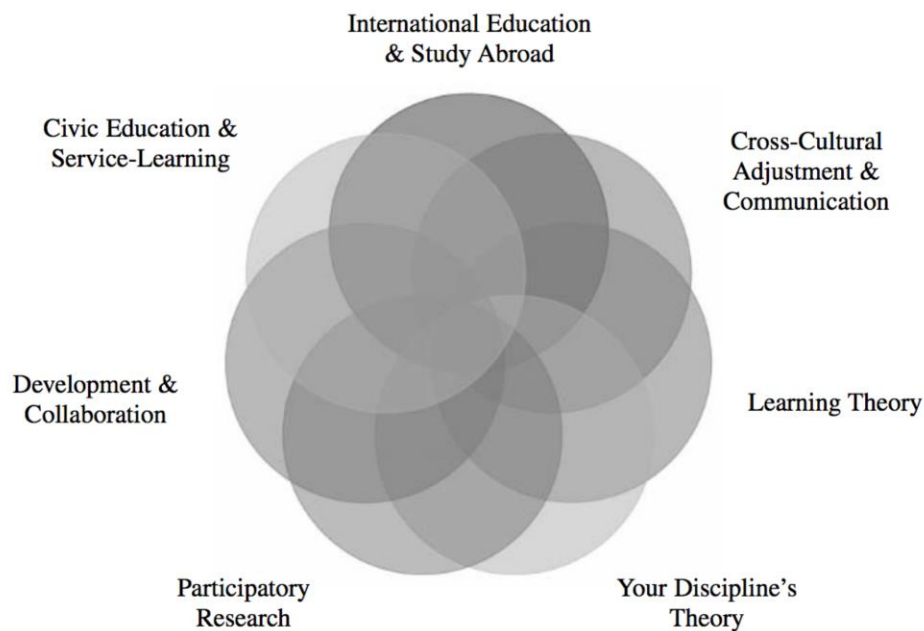 International Education
& Study Abroad
Civic Education &
Service-Learning
Cross-Cultural
Adjustment &
Communication
Development &
Collaboration
Learning Theory
Participatory
Research
Your Discipline's
Theory